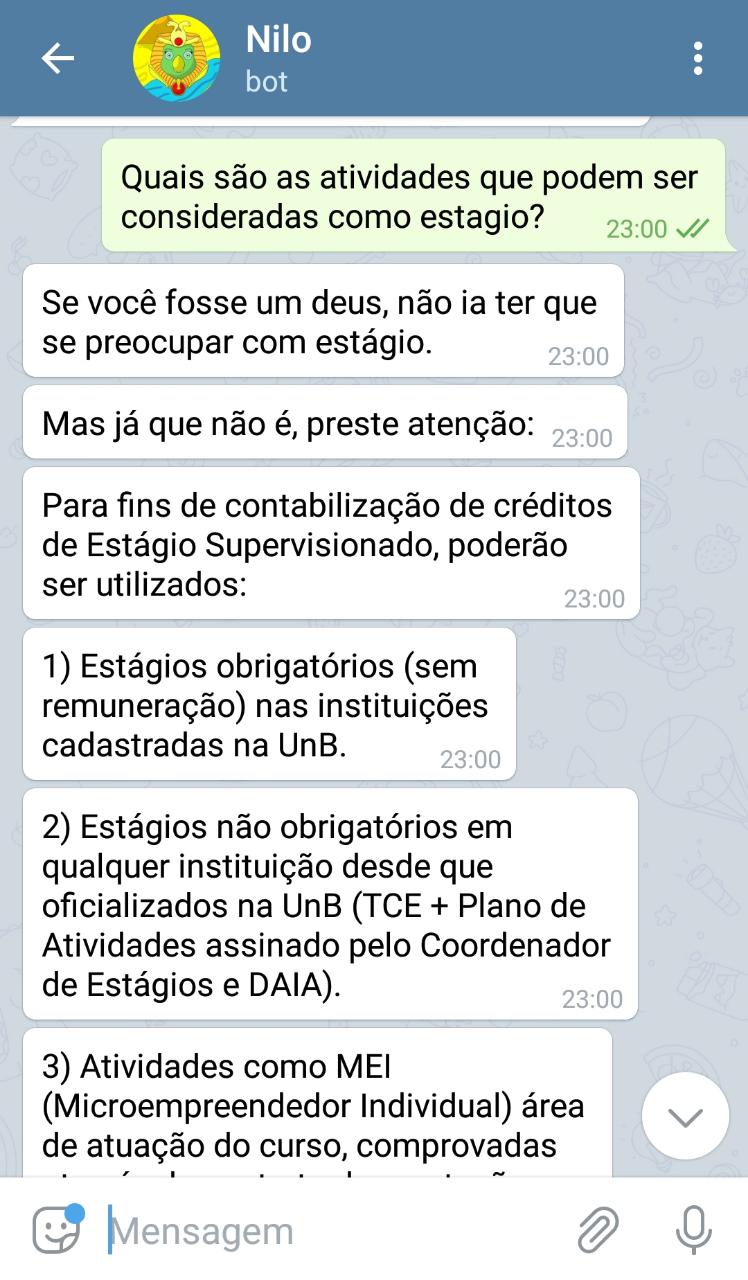 Nilo
bot
Quais são as atividades que podem ser
consideradas como estagio?
23:00
Se você fosse um deus, não ia ter que
se preocupar com estágio.
23:00
Mas já que não é, preste atenção:
23:00
Para fins de contabilização de créditos
de Estágio Supervisionado, poderão
ser utilizados:
23:00
1) Estágios obrigatórios (sem
remuneração) nas instituições
cadastradas na UnB.
23:00
2) Estágios não obrigatórios em
qualquer instituição desde que
oficializados na UnB (TCE + Plano de
Atividades assinado pelo Coordenador
de Estágios e DAIA).
23:00
3) Atividades como MEI
(Microempreendedor Individual) área
de atuação do curso, comprovadas
Mensagem